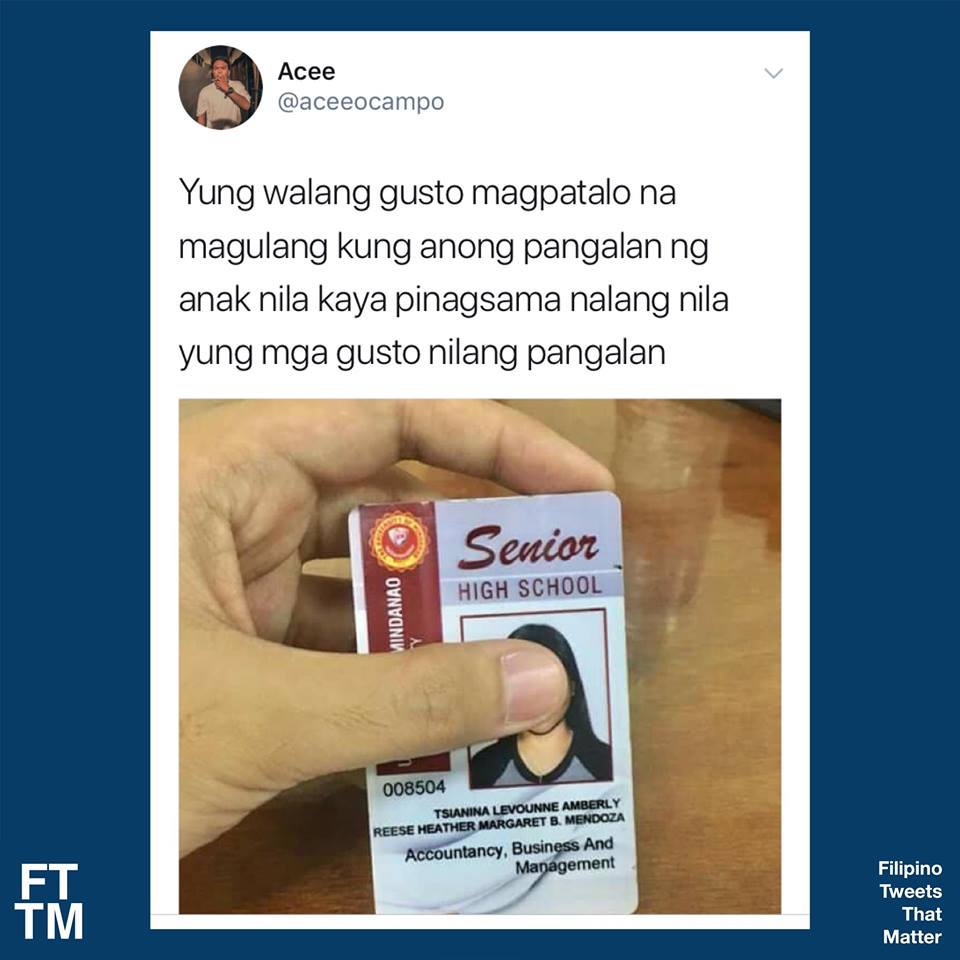 Acee
@aceeocampo
Yung walang gusto magpatalo na
magulang kung anong pangalan ng
anak nila kaya pinagsama nalang nila
yung mga gusto nilang pangalan
MINDANAO
Senior
HIGH SCHOOL
008504
TSIANINA LEVOUNNE AMBERLY
REESE HEATHER MARGARET B. MENDOZA
Accountancy, Business And
Management
FT
TM
Filipino
Tweets
That
Matter